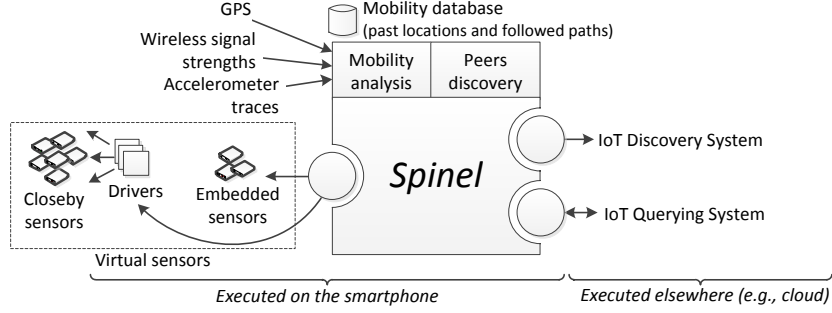 GPS
Mobility database
(past locations and followed paths)
Wireless signal
strengths
Accelerometer
traces
Mobility
analysis
Peers
discovery
Spinel
IoT Discovery System
IoT Querying System
Closeby
sensors
Drivers
Embedded
sensors
Virtual sensors
Executed on the smartphone
Executed elsewhere (e.g., cloud)